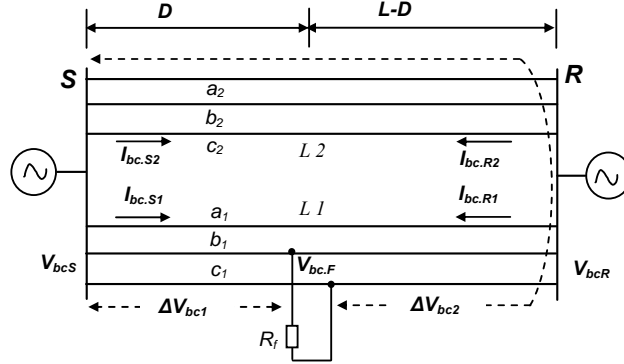 D
L-D
S
R
a2
b2
c2
L 2
Ibc.S2
Ibc.R2
Ibc.S1
Ibc.R1
a1
L 1
b1
VbcS
Vbc.F
VbcR
c1
ΔVbc1
ΔVbc2
Rf